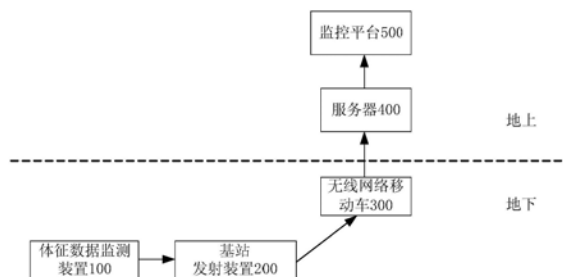 监控平台500
服务器400
地上
无线网络移
动车300
地下
体征数据监测
装置100
基站
发射装置200